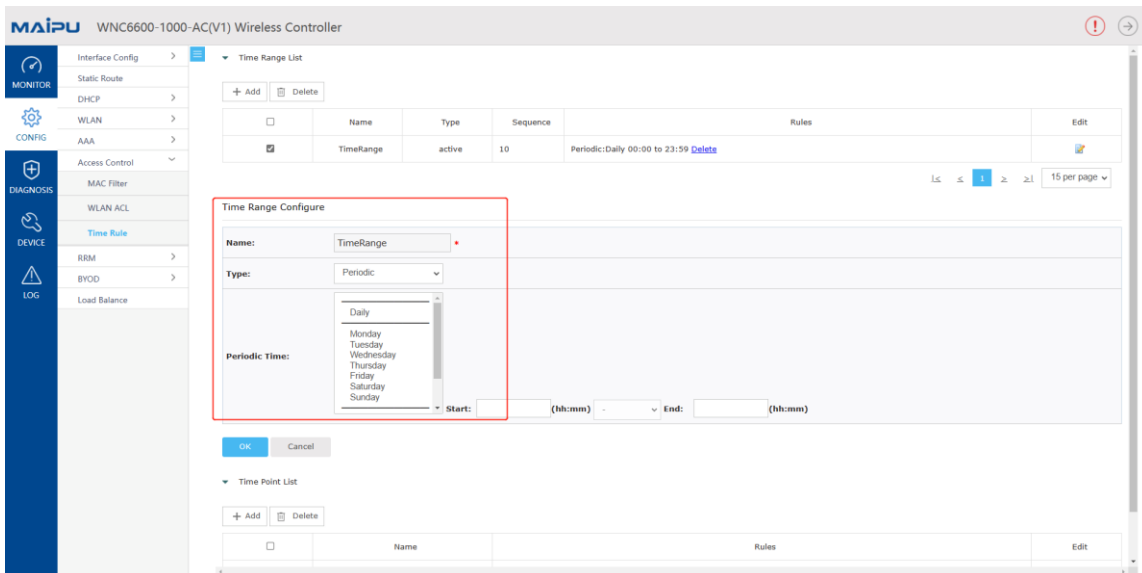 MAIPU WNC6600-1000-AC(V1) Wireless Controller
MONITOR
CONFIG
DIAGNOSIS
DEVICE
LOG
Interface Config
Static Route
DHCP
WLAN
AAA
Access Control
MAC Filter
WLAN ACL
Time Rule
RRM
BYOD
Load Balance
Time Range List
+ Add Delete
Name Type Sequence Rules Edit
TimeRange active 10 Periodic:Daily 00:00 to 23:59 Delete
|< < 1 > >| 15 per page
Time Range Configure
Name: TimeRange *
Type: Periodic
Periodic Time:
Daily
Monday
Tuesday
Wednesday
Thursday
Friday
Saturday
Sunday
Start: (hh:mm) - End: (hh:mm)
OK Cancel
Time Point List
+ Add Delete
Name Rules Edit